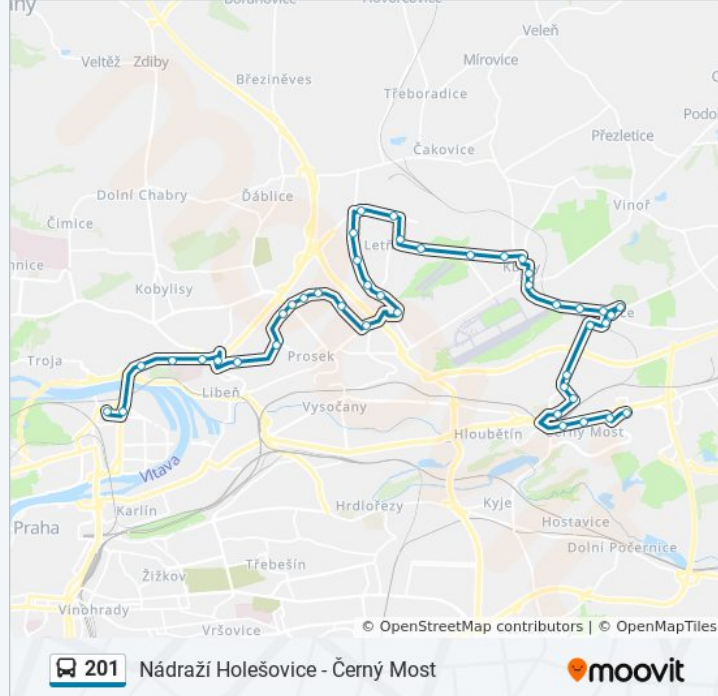 Veltěž Zdiby
Veleň
Mírovice
Březiněves
Třeboradice
Přezletice
Čakovice
Dolní Chabry
Ďáblice
Vinoř
Čimice
Kobylisy
Prosek
Troja
Libeň
Vysočany
Hloubětín
Černý Most
Vltava
Karlín
Hrdlořezy
Kyje
Praha
Hostavice
Dolní Počernice
Třebešín
Žižkov
Vinohrady
Vršovice
© OpenStreetMap contributors | © OpenMapTiles
201 Nádraží Holešovice - Černý Most
moovit